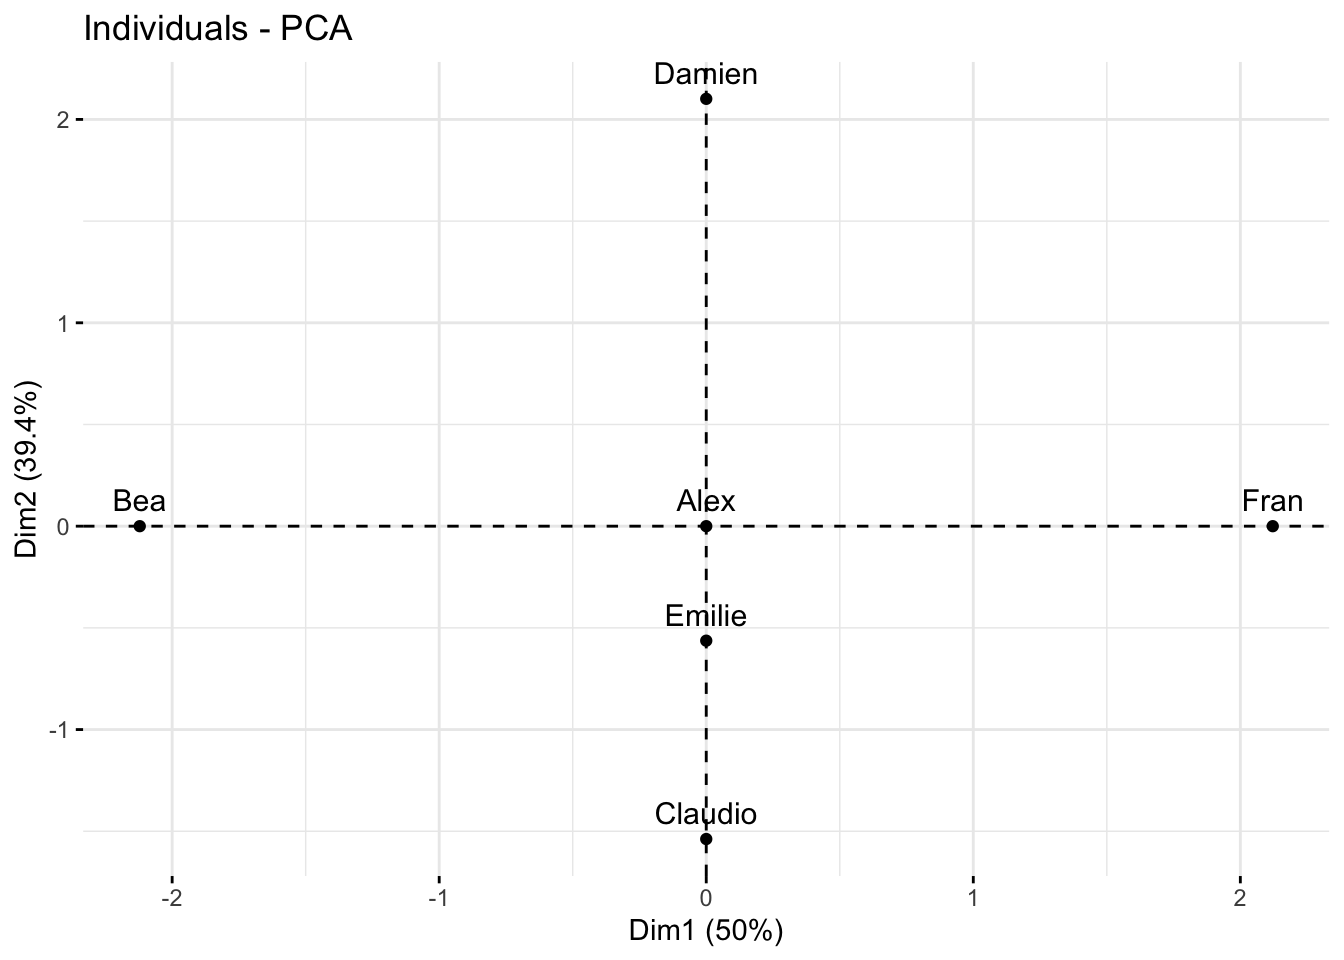 Individuals - PCA
Damien
2
1
Dim2 (39.4%)
Bea
Alex
Fran
0
Emilie
-1
Claudio
-2
-1
0
1
2
Dim1 (50%)